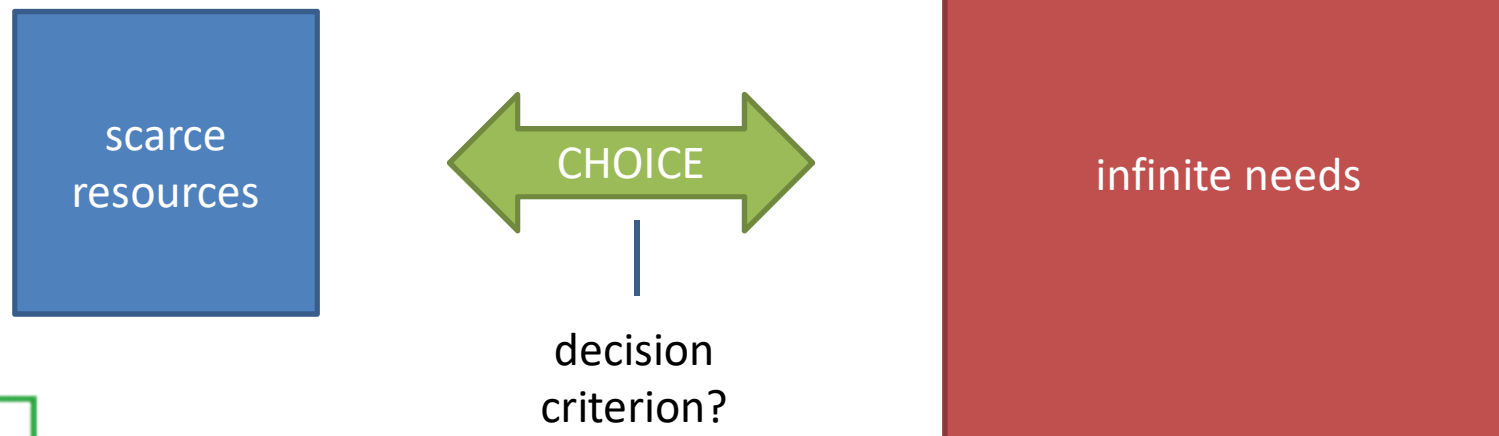 scarce
resources
CHOICE
infinite needs
decision
criterion?